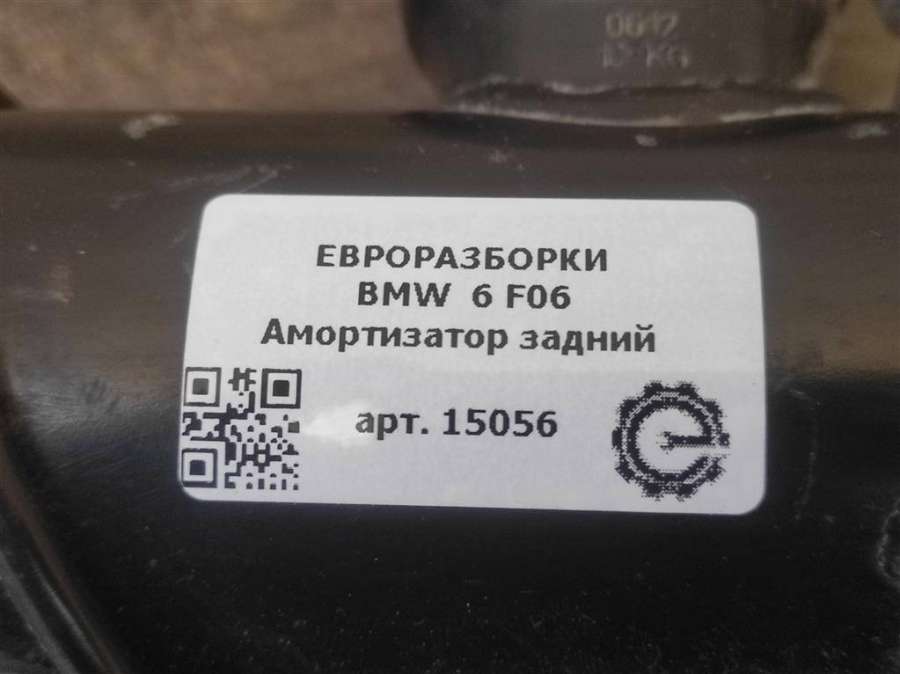 ЕВРОРАЗБОРКИ
BMW 6 F06
Амортизатор задний
арт. 15056